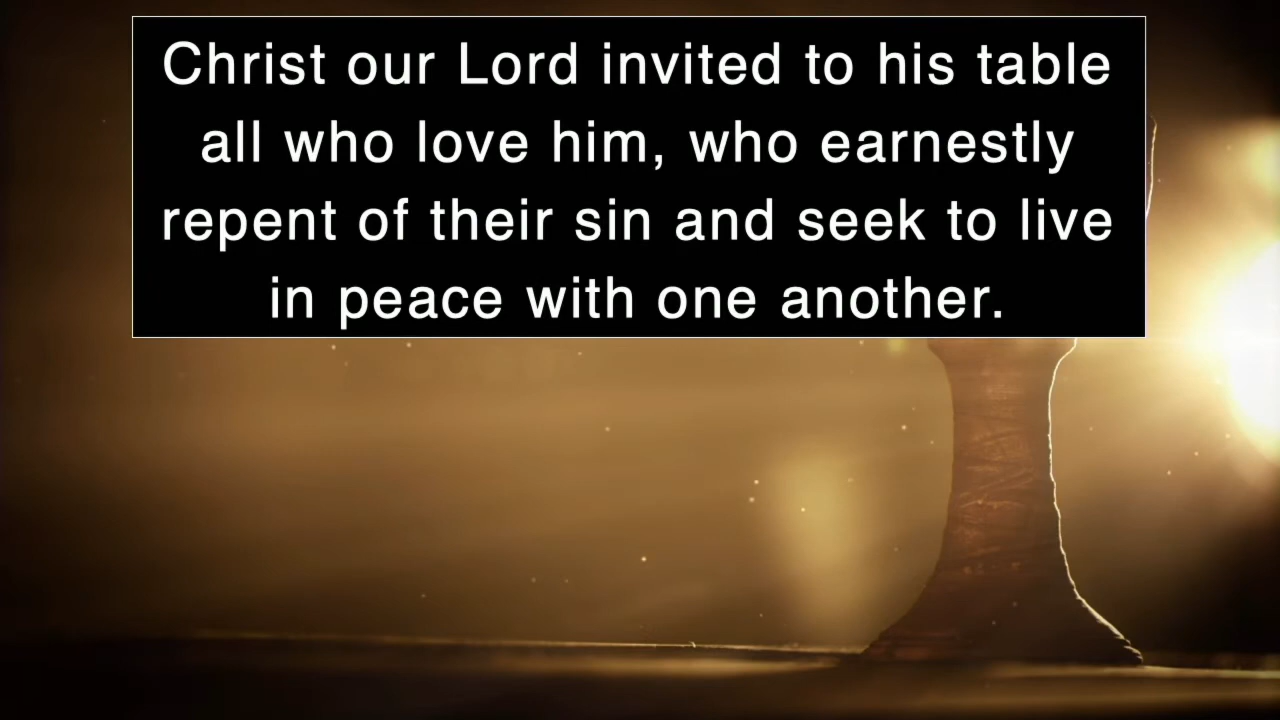 Christ our Lord invited to his table
all who love him, who earnestly
repent of their sin and seek to live
in peace with one another.